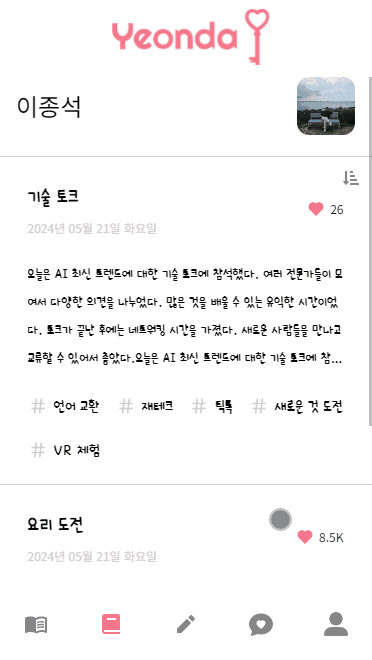 Yeonda
이종석
기술 토크
26
2024년 05월 21일 화요일
오늘은 AI 최신 트렌드에 대한 기술 토크에 참석했다. 여러 전문가들이 모
여서 다양한 의견을 나누었다. 많은 것을 배울 수 있는 유익한 시간이었
다. 토크가 끝난 후에는 네트워킹 시간을 가졌다. 새로운 사람들을 만나고
교류할 수 있어서 좋았다.오늘은 AI 최신 트렌드에 대한 기술 토크에 참...
# 언어 교환 # 재테크 # 틱톡 # 새로운 것 도전
# VR 체험
요리 도전
8.5K
2024년 05월 21일 화요일